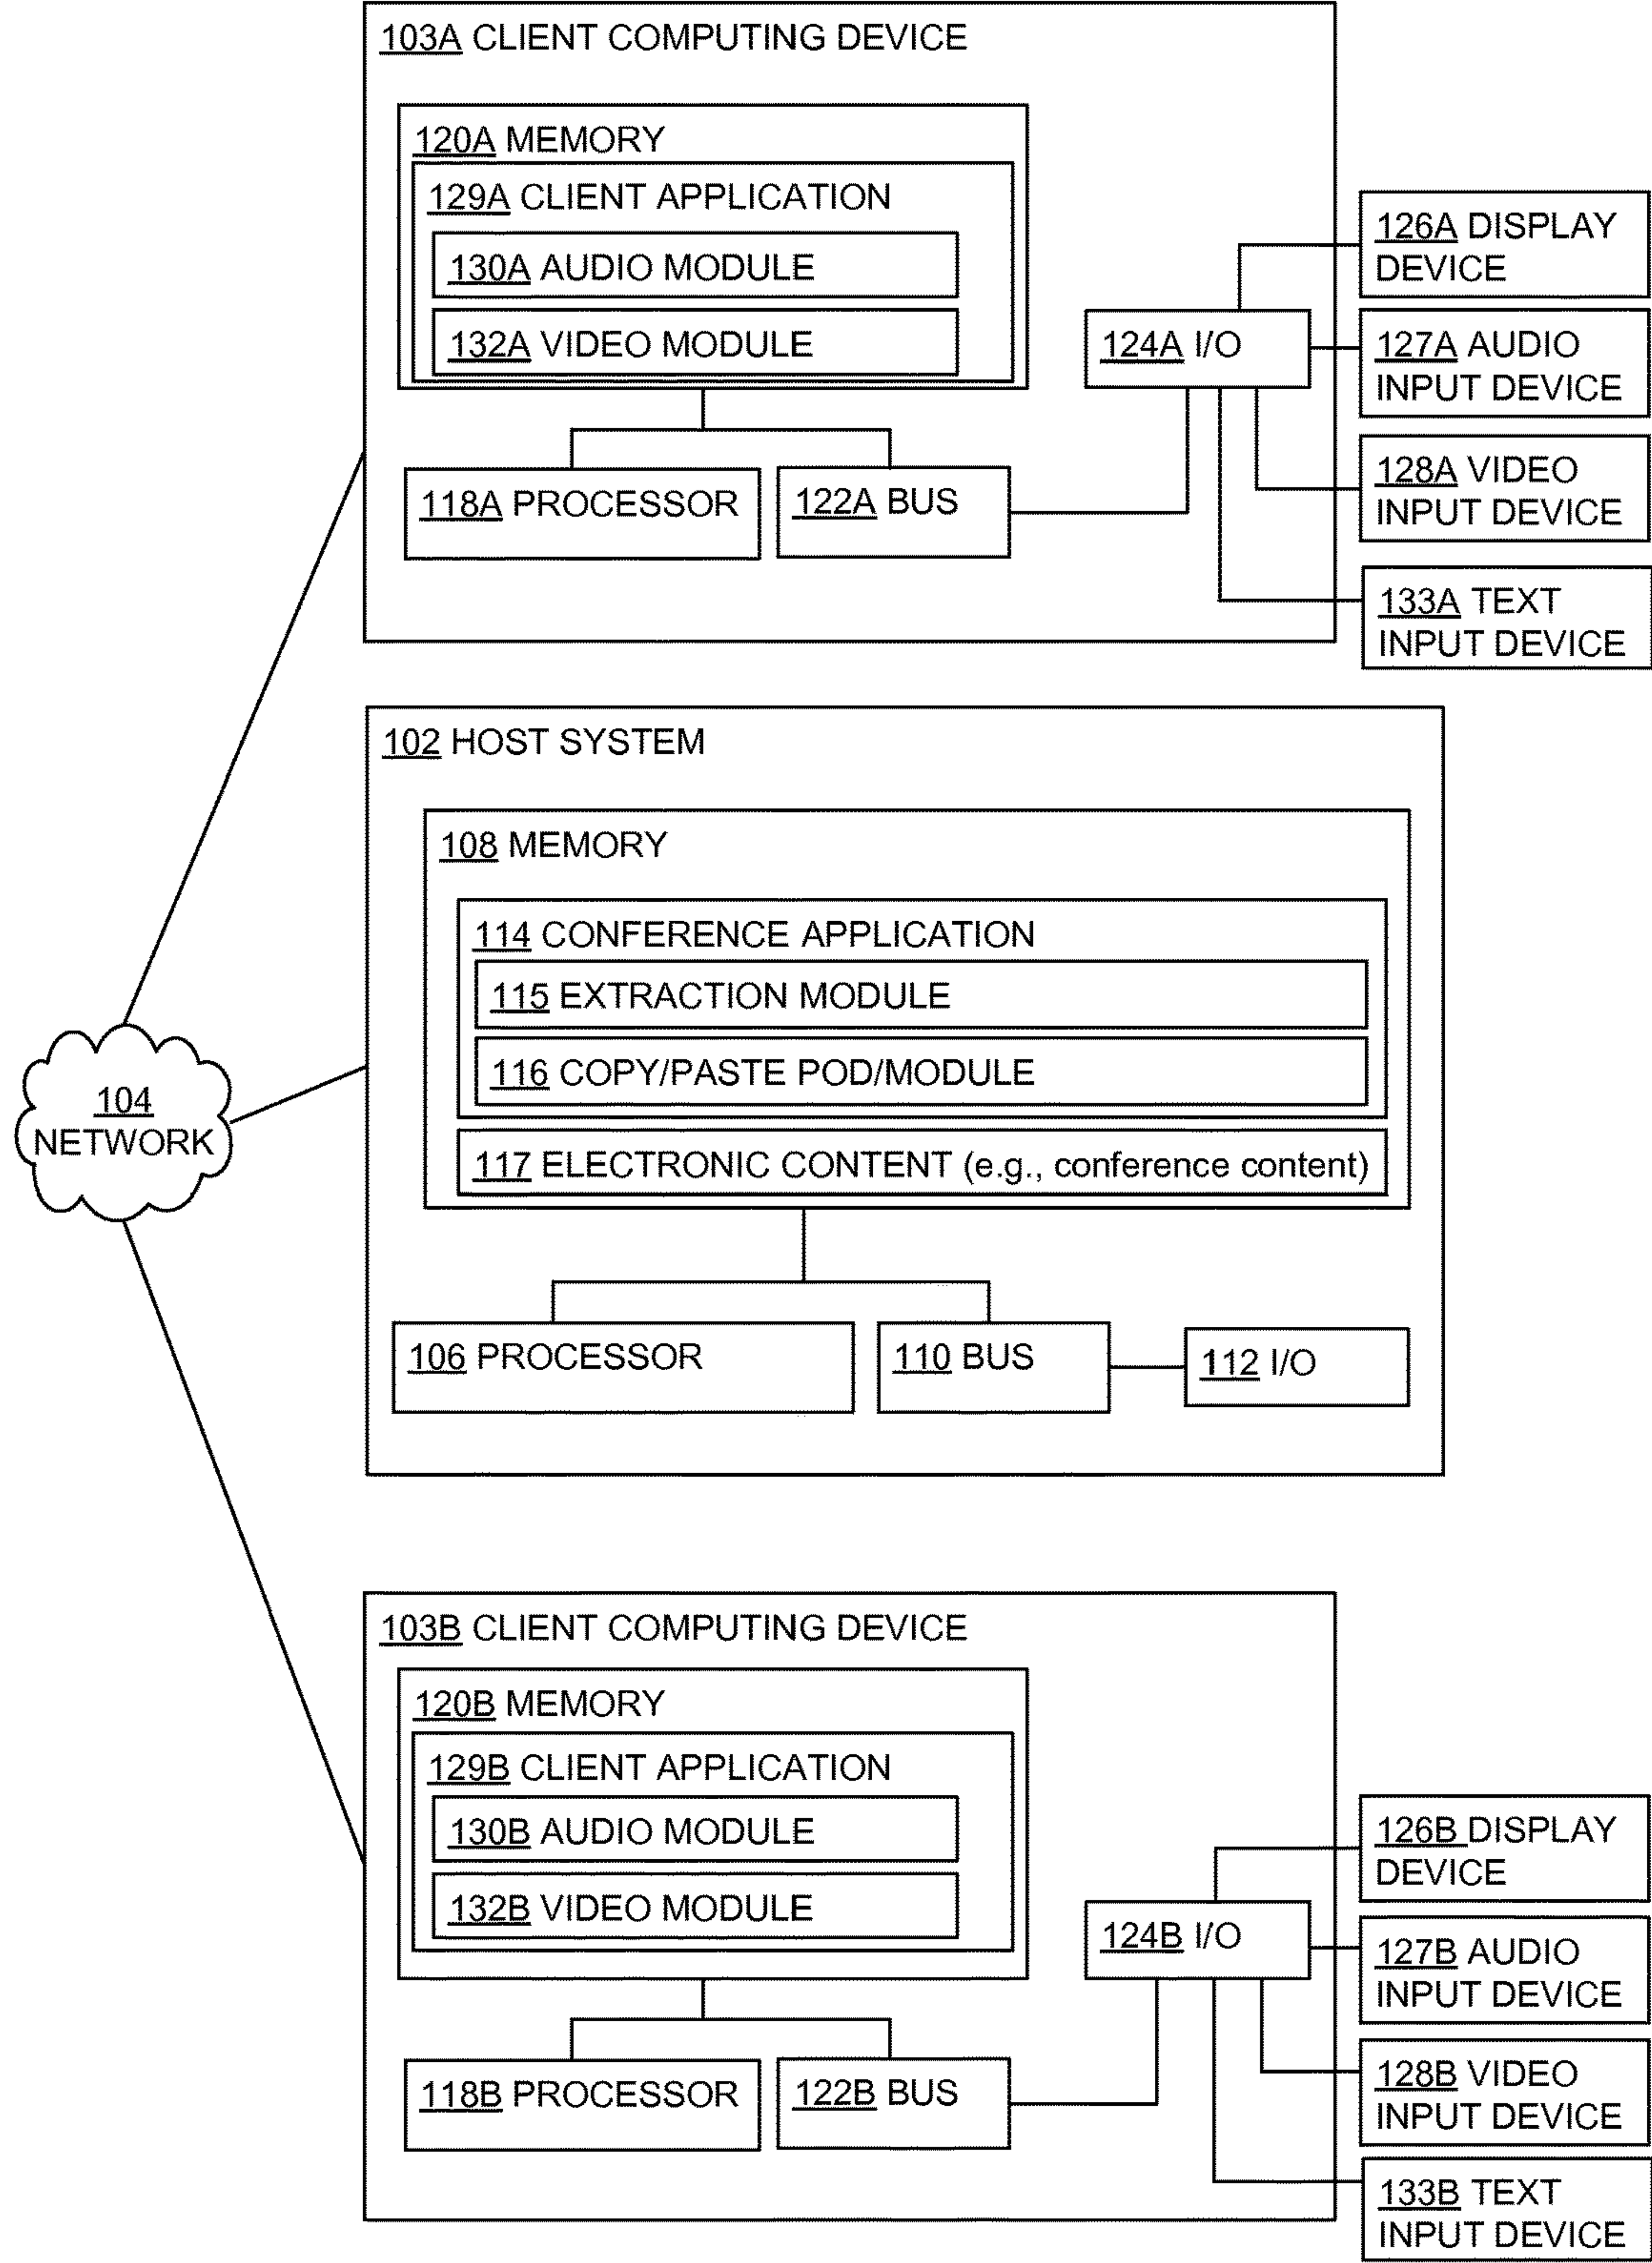 103A CLIENT COMPUTING DEVICE
120A MEMORY
129A CLIENT APPLICATION
130A AUDIO MODULE
132A VIDEO MODULE
118A PROCESSOR
122A BUS
124A I/O
126A DISPLAY
DEVICE
127A AUDIO
INPUT DEVICE
128A VIDEO
INPUT DEVICE
133A TEXT
INPUT DEVICE
104
NETWORK
102 HOST SYSTEM
108 MEMORY
114 CONFERENCE APPLICATION
115 EXTRACTION MODULE
116 COPY/PASTE POD/MODULE
117 ELECTRONIC CONTENT (e.g., conference content)
106 PROCESSOR
110 BUS
112 I/O
103B CLIENT COMPUTING DEVICE
120B MEMORY
129B CLIENT APPLICATION
130B AUDIO MODULE
132B VIDEO MODULE
118B PROCESSOR
122B BUS
124B I/O
126B DISPLAY
DEVICE
127B AUDIO
INPUT DEVICE
128B VIDEO
INPUT DEVICE
133B TEXT
INPUT DEVICE